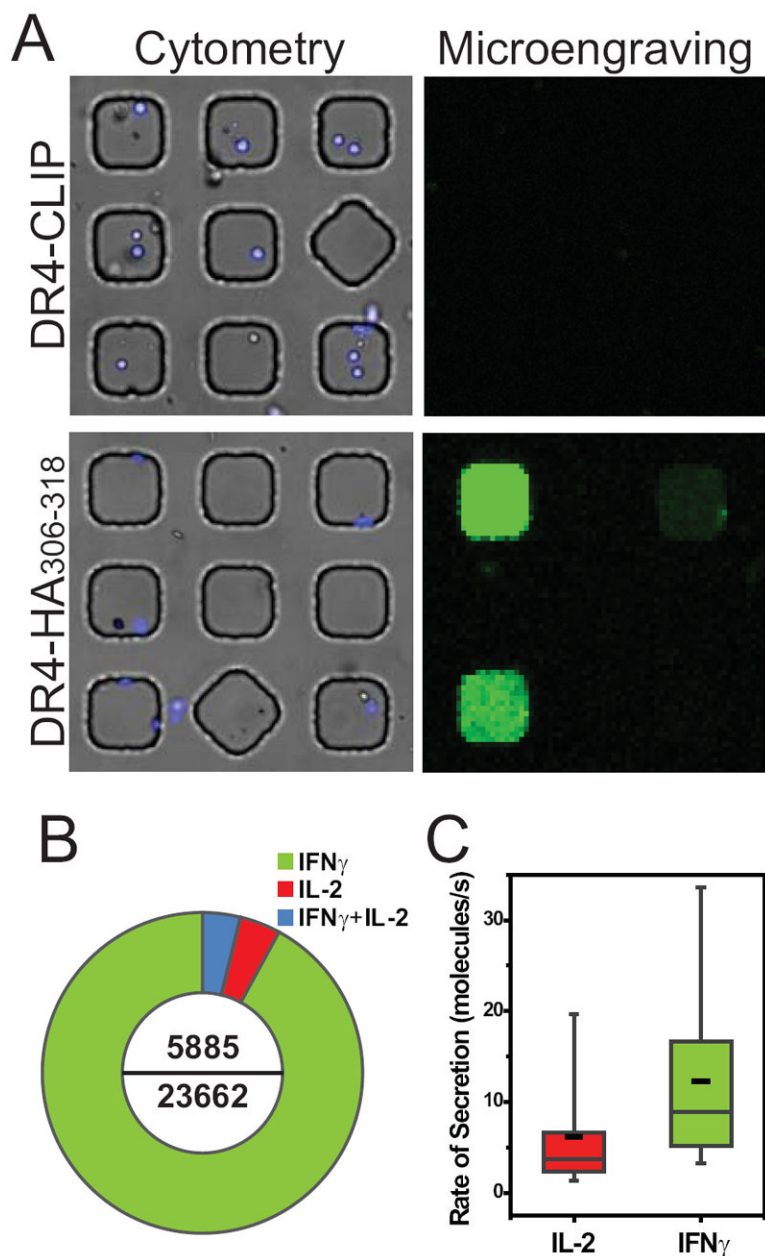 A
Cytometry
Microengraving
DR4-CLIP
DR4-HA306-318
B
IFNγ
IL-2
IFNγ+IL-2
5885
23662
C
Rate of Secretion (molecules/s)
30
20
10
0
IL-2
IFNγ